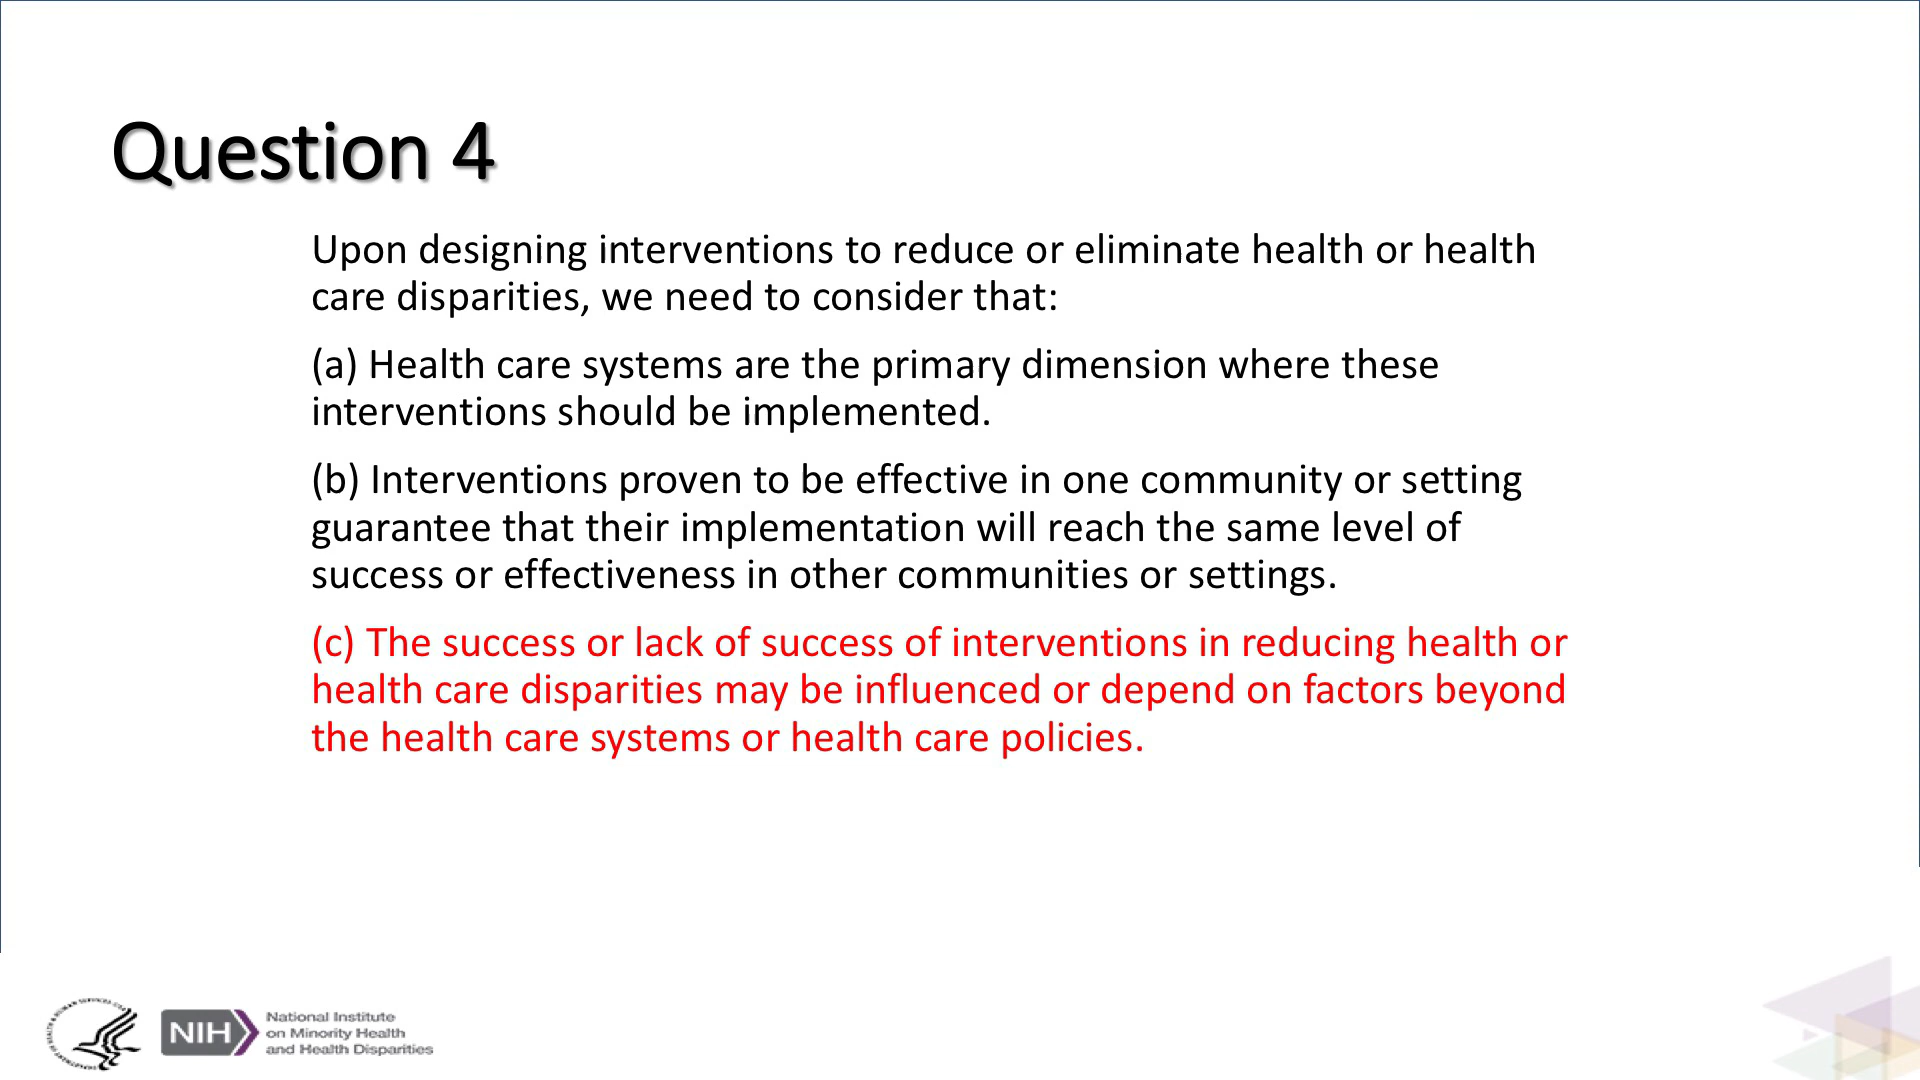 Question 4
Upon designing interventions to reduce or eliminate health or health
care disparities, we need to consider that:
(a) Health care systems are the primary dimension where these
interventions should be implemented.
(b) Interventions proven to be effective in one community or setting
guarantee that their implementation will reach the same level of
success or effectiveness in other communities or settings.
(c) The success or lack of success of interventions in reducing health or
health care disparities may be influenced or depend on factors beyond
the health care systems or health care policies.
NIH
National Institute
on Minority Health
and Health Disparities